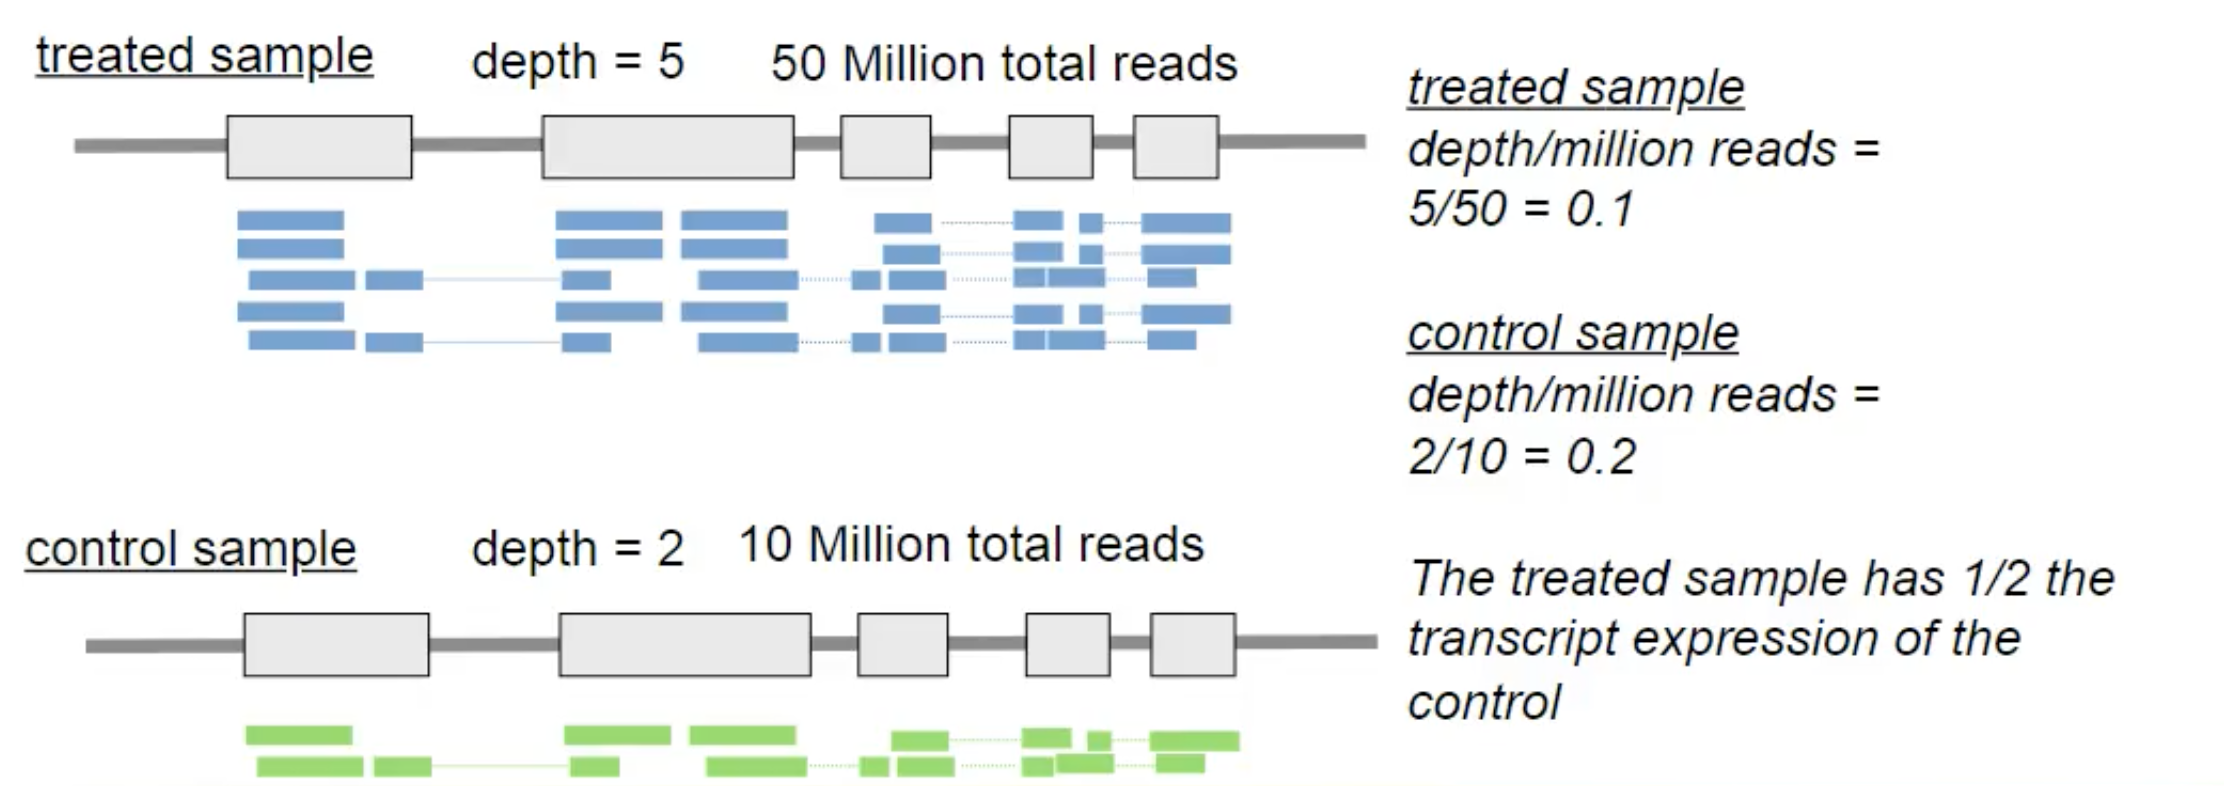 treated sample depth = 5 50 Million total reads
control sample depth = 2 10 Million total reads
treated sample
depth/million reads =
5/50 = 0.1
control sample
depth/million reads =
2/10 = 0.2
The treated sample has 1/2 the
transcript expression of the
control